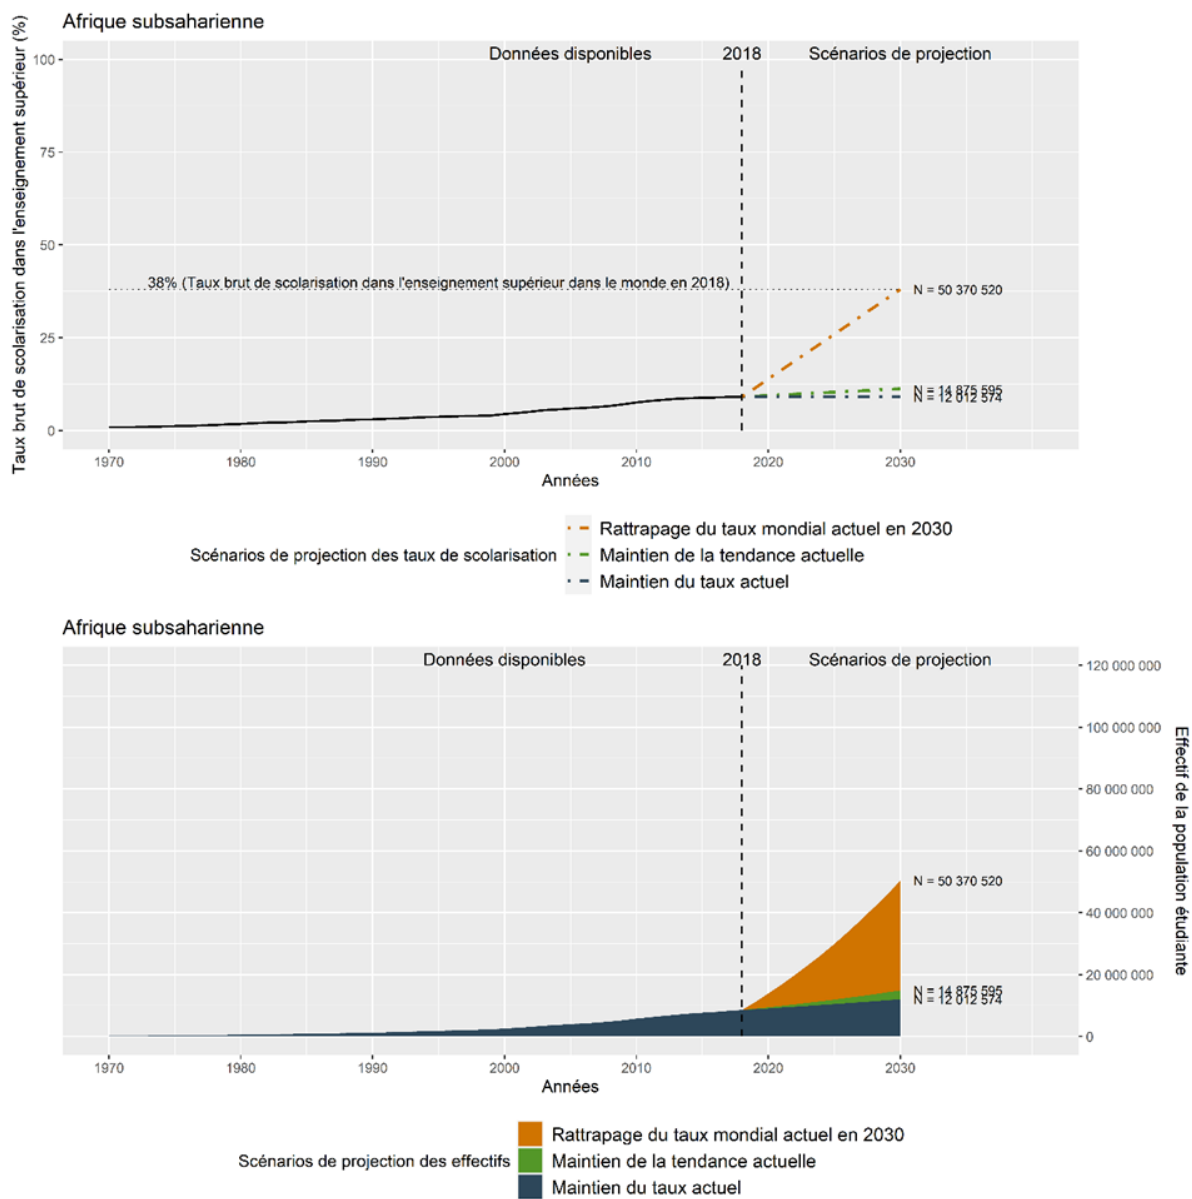 Afrique subsaharienne
Taux brut de scolarisation dans l'enseignement supérieur (%)
Données disponibles 2018 Scénarios de projection
100
75
50
25
0
38% (Taux brut de scolarisation dans l'enseignement supérieur dans le monde en 2018)
N = 50 370 520
N = 14 875 595
N = 12 012 574
1970 1980 1990 2000 2010 2020 2030
Années
Scénarios de projection des taux de scolarisation
Rattrapage du taux mondial actuel en 2030
Maintien de la tendance actuelle
Maintien du taux actuel
Afrique subsaharienne
Données disponibles 2018 Scénarios de projection
120 000 000
100 000 000
80 000 000
60 000 000
40 000 000
20 000 000
0
Effectif de la population étudiante
N = 50 370 520
N = 14 875 595
N = 12 012 574
1970 1980 1990 2000 2010 2020 2030
Années
Scénarios de projection des effectifs
Rattrapage du taux mondial actuel en 2030
Maintien de la tendance actuelle
Maintien du taux actuel